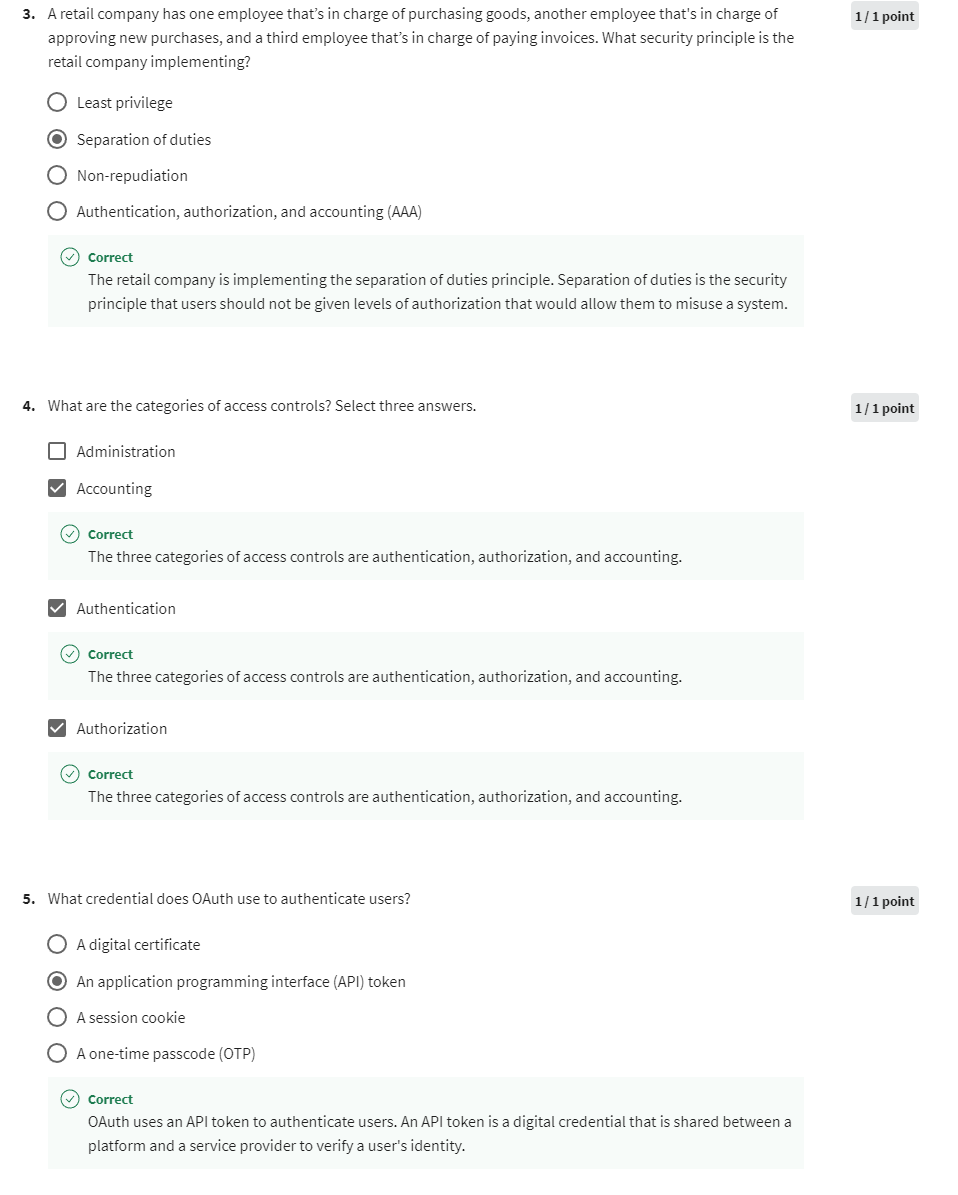 3. A retail company has one employee that’s in charge of purchasing goods, another employee that's in charge of
1 / 1 point
approving new purchases, and a third employee that’s in charge of paying invoices. What security principle is the
retail company implementing?
Least privilege
Separation of duties
Non-repudiation
Authentication, authorization, and accounting (AAA)
Correct
The retail company is implementing the separation of duties principle. Separation of duties is the security
principle that users should not be given levels of authorization that would allow them to misuse a system.
4. What are the categories of access controls? Select three answers.
1 / 1 point
Administration
Accounting
Correct
The three categories of access controls are authentication, authorization, and accounting.
Authentication
Correct
The three categories of access controls are authentication, authorization, and accounting.
Authorization
Correct
The three categories of access controls are authentication, authorization, and accounting.
5. What credential does OAuth use to authenticate users?
1 / 1 point
A digital certificate
An application programming interface (API) token
A session cookie
A one-time passcode (OTP)
Correct
OAuth uses an API token to authenticate users. An API token is a digital credential that is shared between a
platform and a service provider to verify a user's identity.